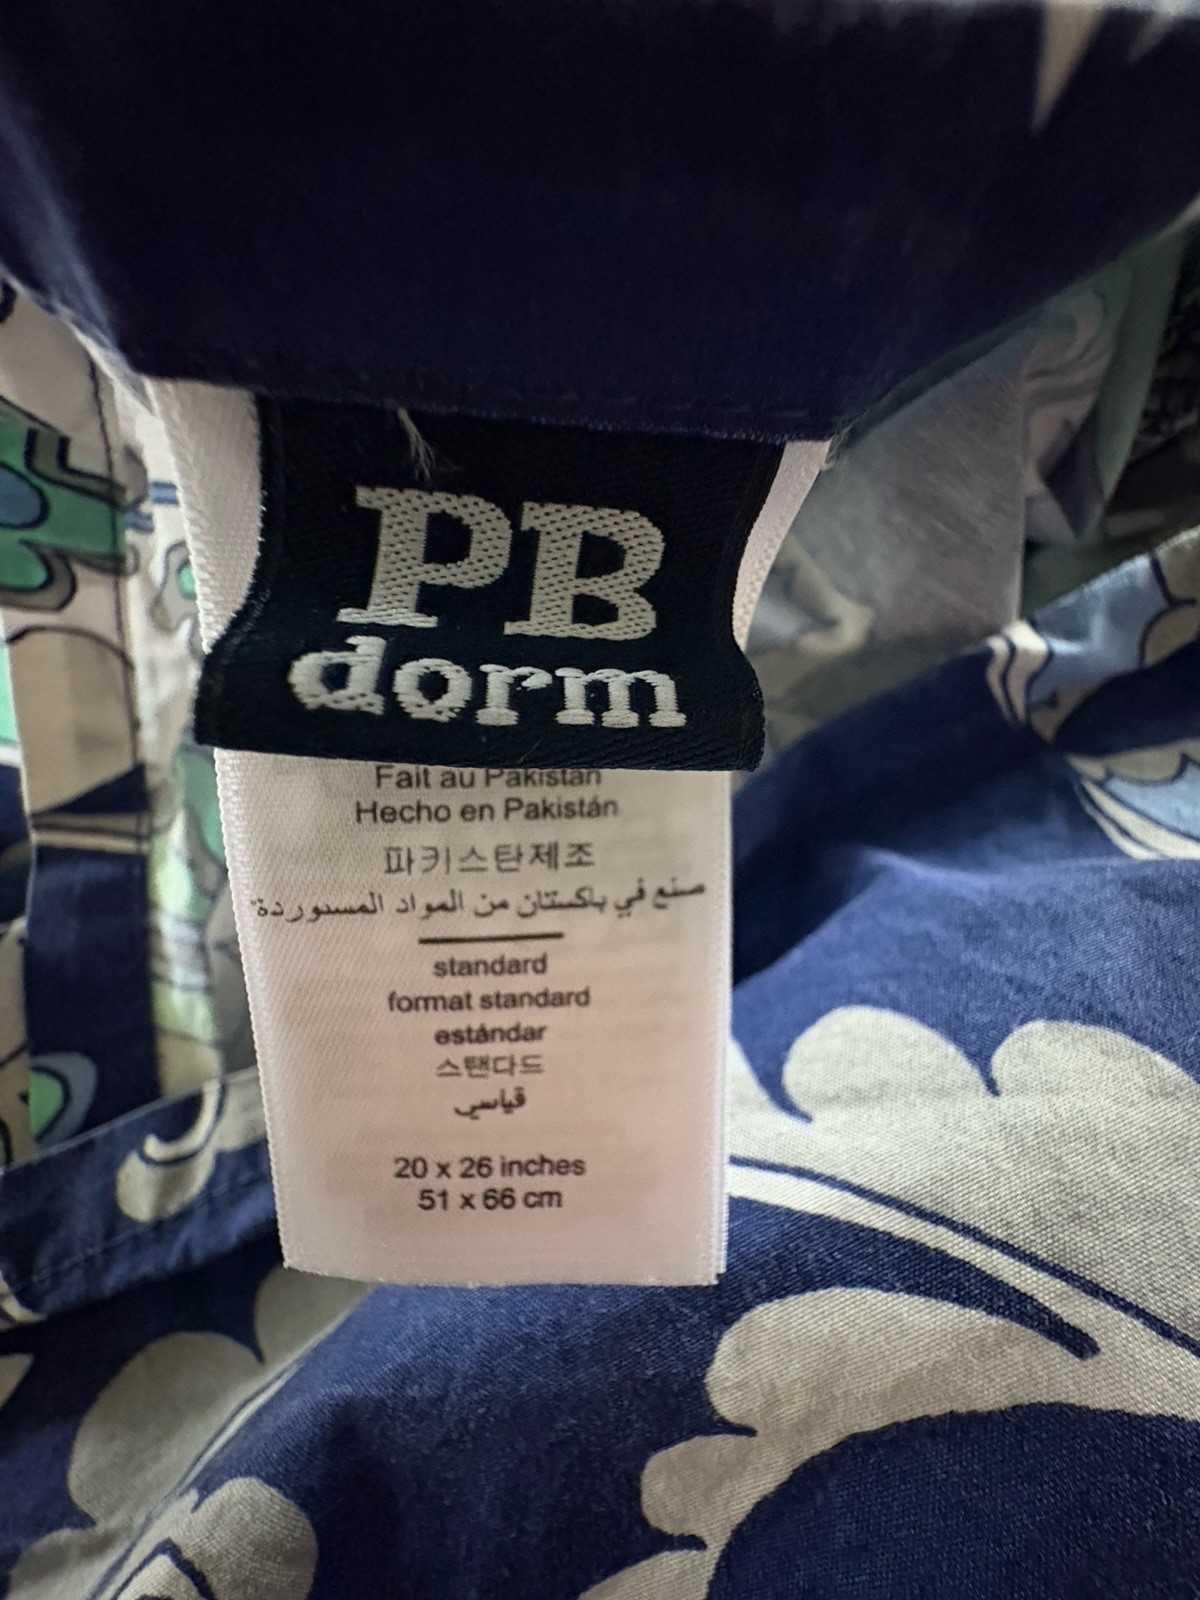 PB
dorm
Fait au Pakistan
Hecho en Pakistán
파키스탄제조
صنع في باكستان من المواد المستوردة
standard
format standard
estándar
스탠다드
قياسي
20 x 26 inches
51 x 66 cm